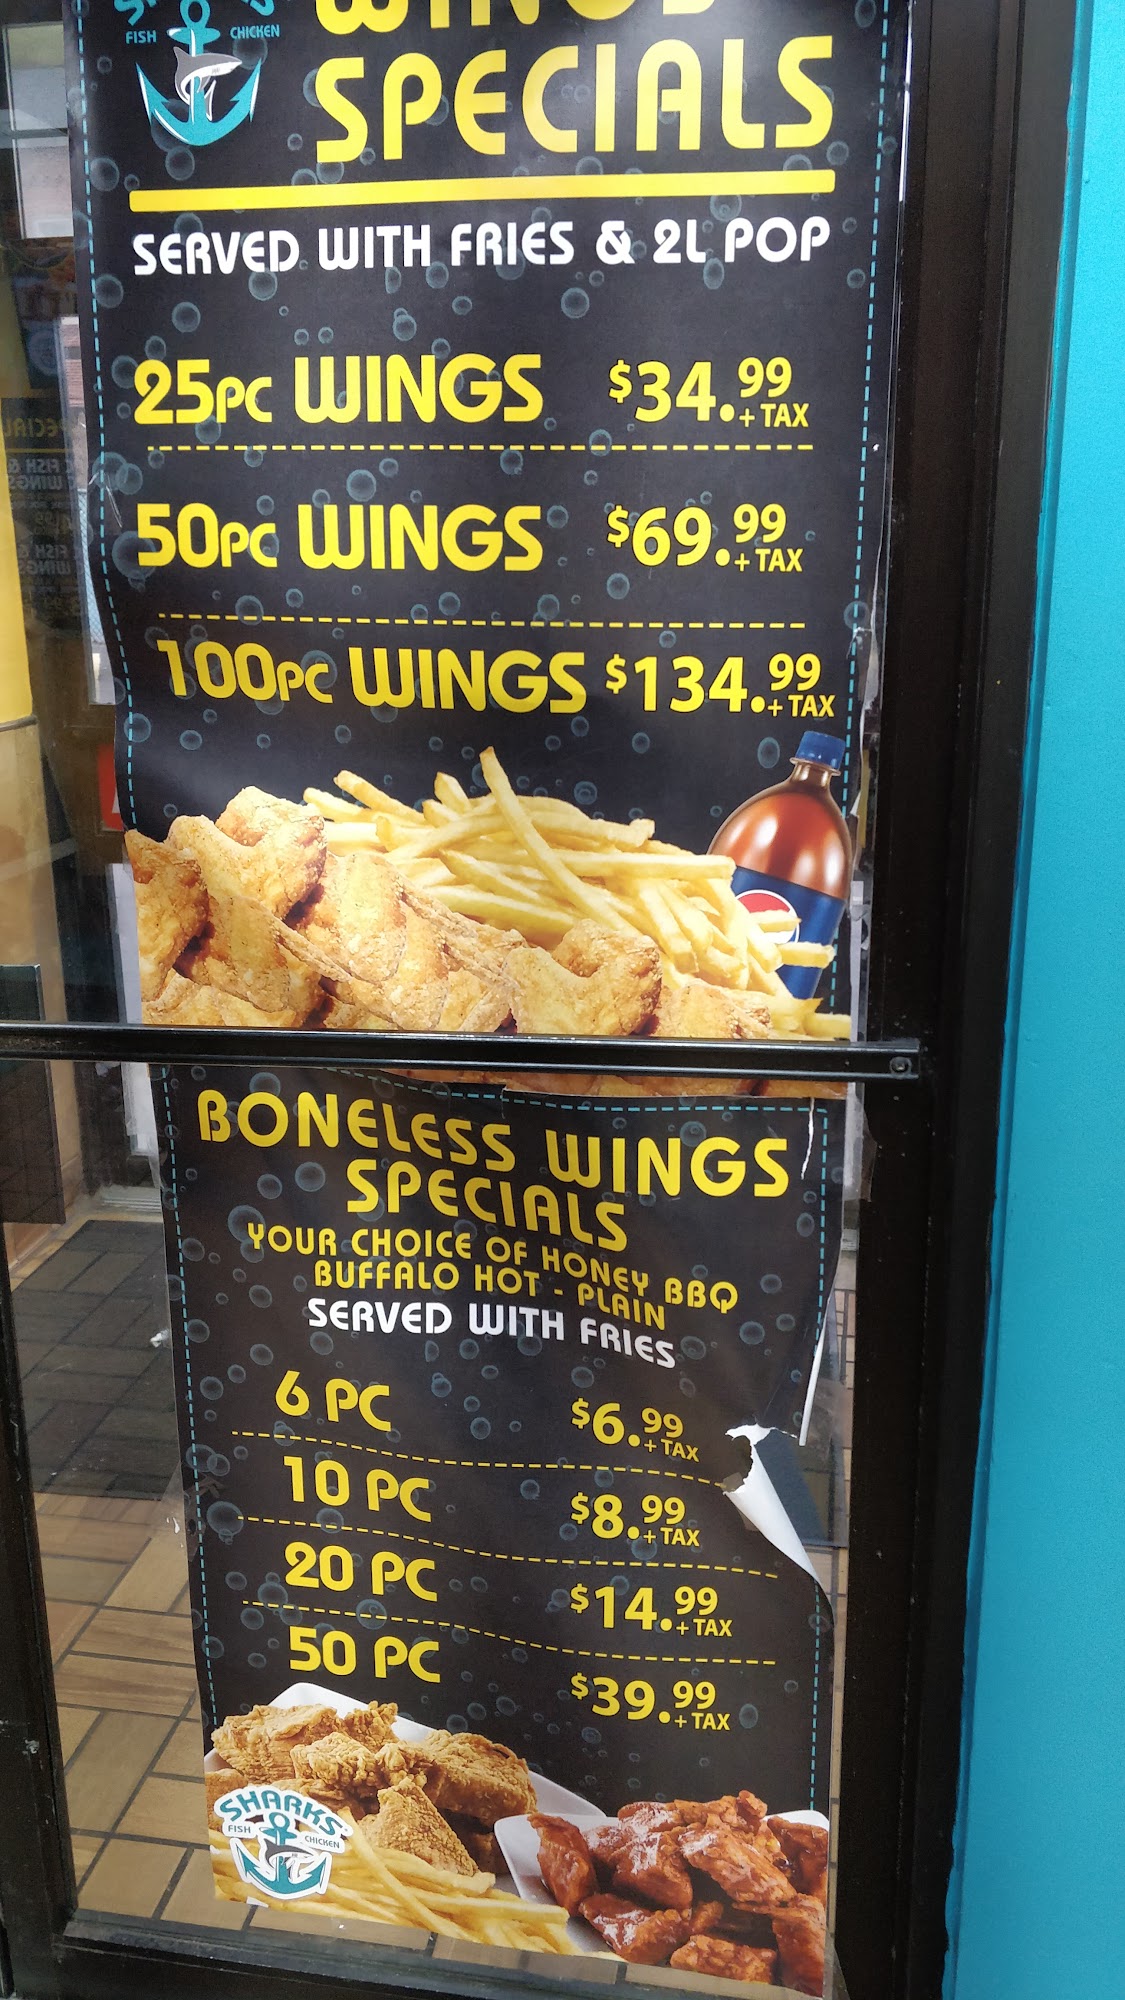 FISH CHICKEN
WINGS
SPECIALS
SERVED WITH FRIES & 2L POP
25PC WINGS $34.99 + TAX
50PC WINGS $69.99 + TAX
100PC WINGS $134.99 + TAX
BONELESS WINGS
SPECIALS
YOUR CHOICE OF HONEY BBQ
BUFFALO HOT - PLAIN
SERVED WITH FRIES
6 PC $6.99 + TAX
10 PC $8.99 + TAX
20 PC $14.99 + TAX
50 PC $39.99 + TAX
SHARKS
FISH CHICKEN